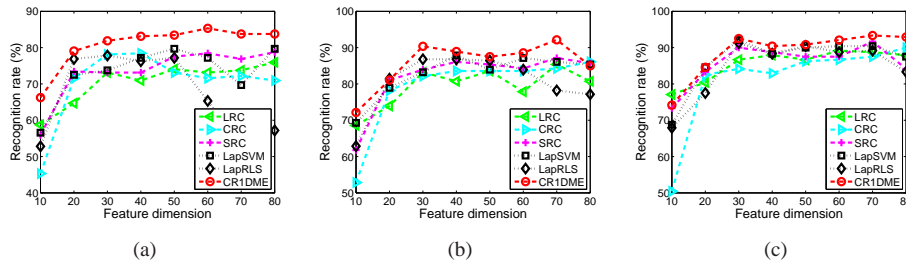 90
80
70
60
50
40
10 20 30 40 50 60 70 80
Recognition rate (%)
Feature dimension
LRC
CRC
SRC
LapSVM
LapRLS
CR1DME
(a)
100
90
80
70
60
50
10 20 30 40 50 60 70 80
Recognition rate (%)
Feature dimension
LRC
CRC
SRC
LapSVM
LapRLS
CR1DME
(b)
100
90
80
70
60
50
10 20 30 40 50 60 70 80
Recognition rate (%)
Feature dimension
LRC
CRC
SRC
LapSVM
LapRLS
CR1DME
(c)